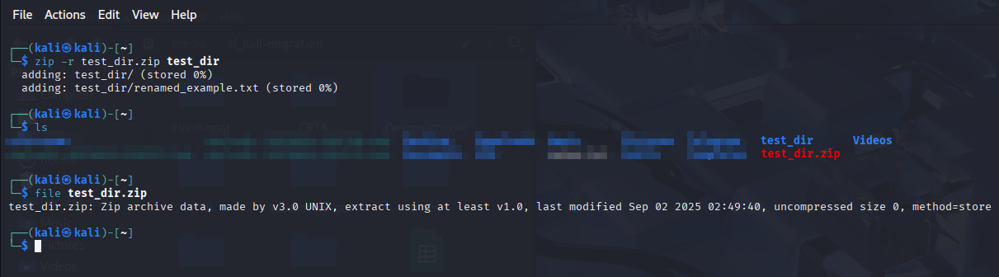 File Actions Edit View Help
┌──(kali㉿kali)-[~]
└─$ zip -r test_dir.zip test_dir
  adding: test_dir/ (stored 0%)
  adding: test_dir/renamed_example.txt (stored 0%)
┌──(kali㉿kali)-[~]
└─$ ls
test_dir Videos
test_dir.zip
┌──(kali㉿kali)-[~]
└─$ file test_dir.zip
test_dir.zip: Zip archive data, made by v3.0 UNIX, extract using at least v1.0, last modified Sep 02 2025 02:49:40, uncompressed size 0, method=store
┌──(kali㉿kali)-[~]
└─$